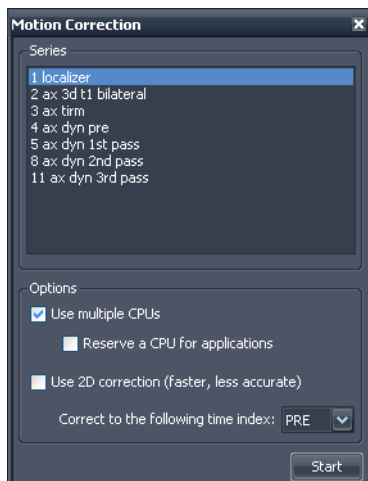 Motion Correction
Series
1 localizer
2 ax 3d t1 bilateral
3 ax tirm
4 ax dyn pre
5 ax dyn 1st pass
8 ax dyn 2nd pass
11 ax dyn 3rd pass
Options
Use multiple CPUs
Reserve a CPU for applications
Use 2D correction (faster, less accurate)
Correct to the following time index: PRE
Start